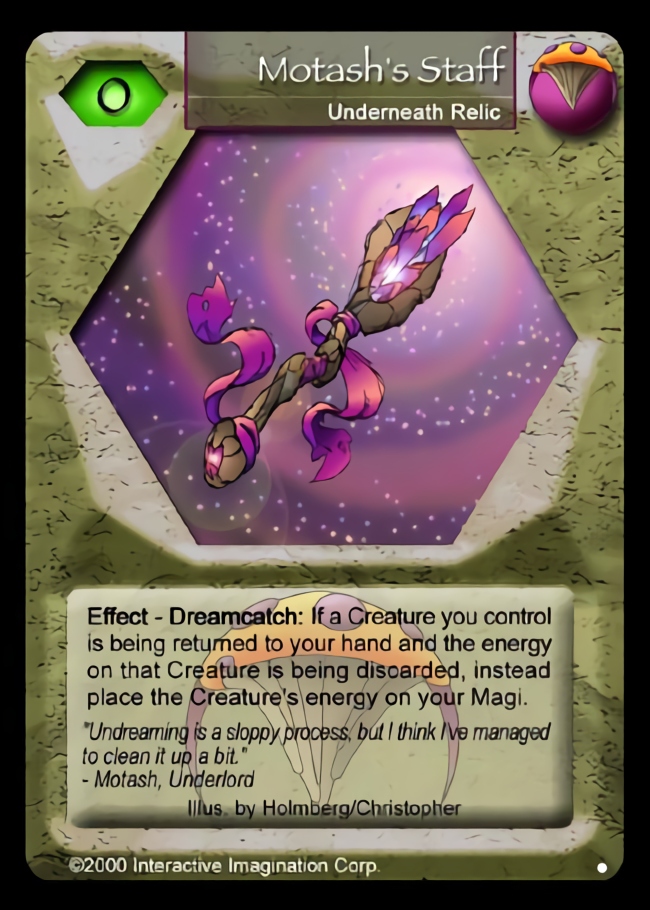 Motash's Staff
0
Underneath Relic
Effect - Dreamcatch: If a Creature you control
is being returned to your hand and the energy
on that Creature is being discarded, instead
place the Creature's energy on your Magi.
"Undreaming is a sloppy process, but I think I've managed
to clean it up a bit."
- Motash, Underlord
Illus. by Holmberg/Christopher
©2000 Interactive Imagination Corp.